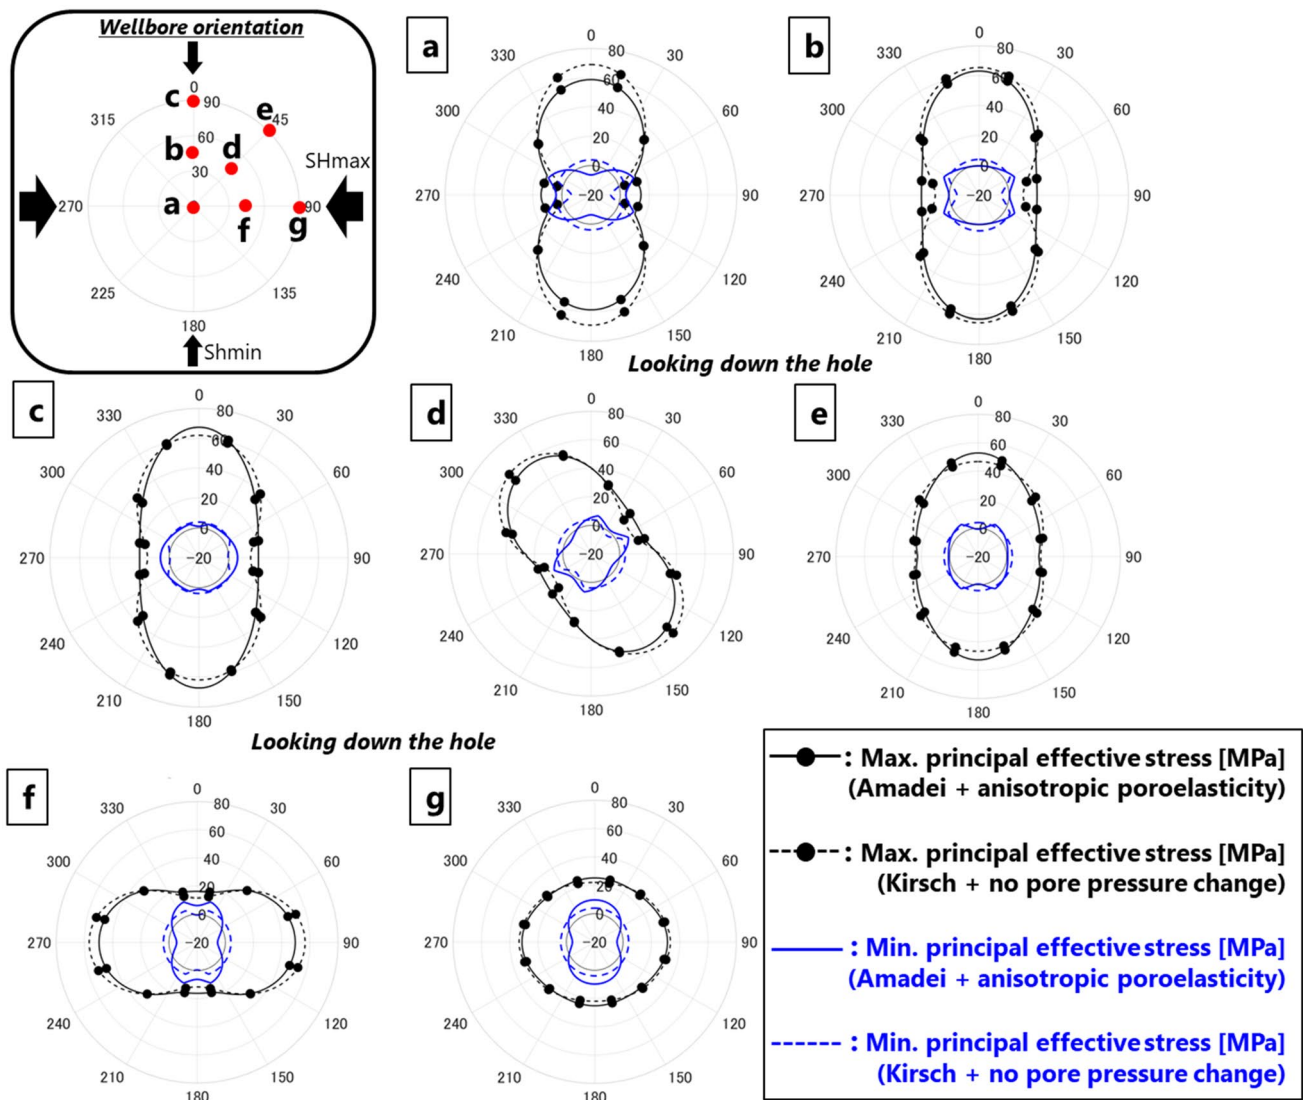 Wellbore orientation
0
c 90
e 45
315
60
b d
30
SHmax
270 a f g 90
225 135
180
Shmin
a
0
330 80 30
60
300 40 60
20
0
270 −20 90
240 120
210 150
180
b
0
330 80 30
60
300 40 60
20
0
270 −20 90
240 120
210 150
180
Looking down the hole
c
0
330 80 30
60
300 40 60
20
0
270 −20 90
240 120
210 150
180
d
0
330 80 30
60
300 40 60
20
0
270 −20 90
240 120
210 150
180
e
0
330 80 30
60
300 40 60
20
0
270 −20 90
240 120
210 150
180
Looking down the hole
f
0
330 80 30
60
300 40 60
20
0
270 −20 90
240 120
210 150
180
g
0
330 80 30
60
300 40 60
20
0
270 −20 90
240 120
210 150
180
: Max. principal effective stress [MPa]
(Amadei + anisotropic poroelasticity)
: Max. principal effective stress [MPa]
(Kirsch + no pore pressure change)
: Min. principal effective stress [MPa]
(Amadei + anisotropic poroelasticity)
: Min. principal effective stress [MPa]
(Kirsch + no pore pressure change)